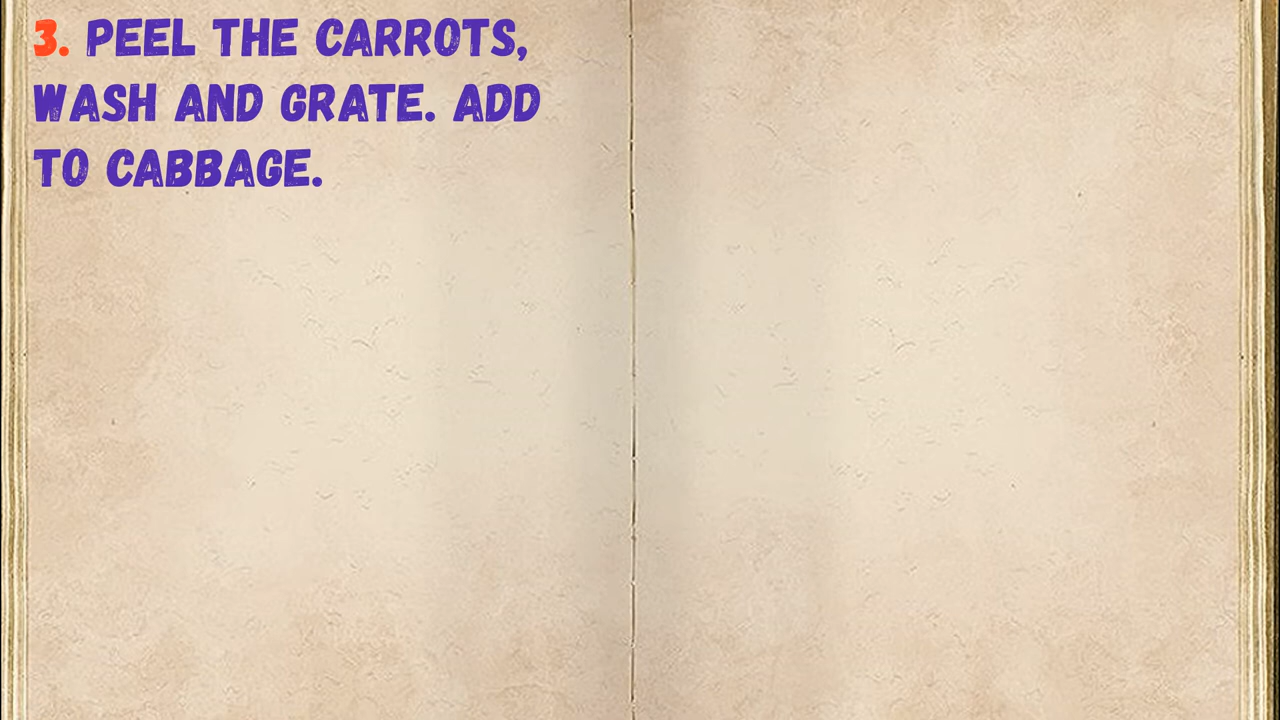 3. PEEL THE CARROTS,
WASH AND GRATE. ADD
TO CABBAGE.